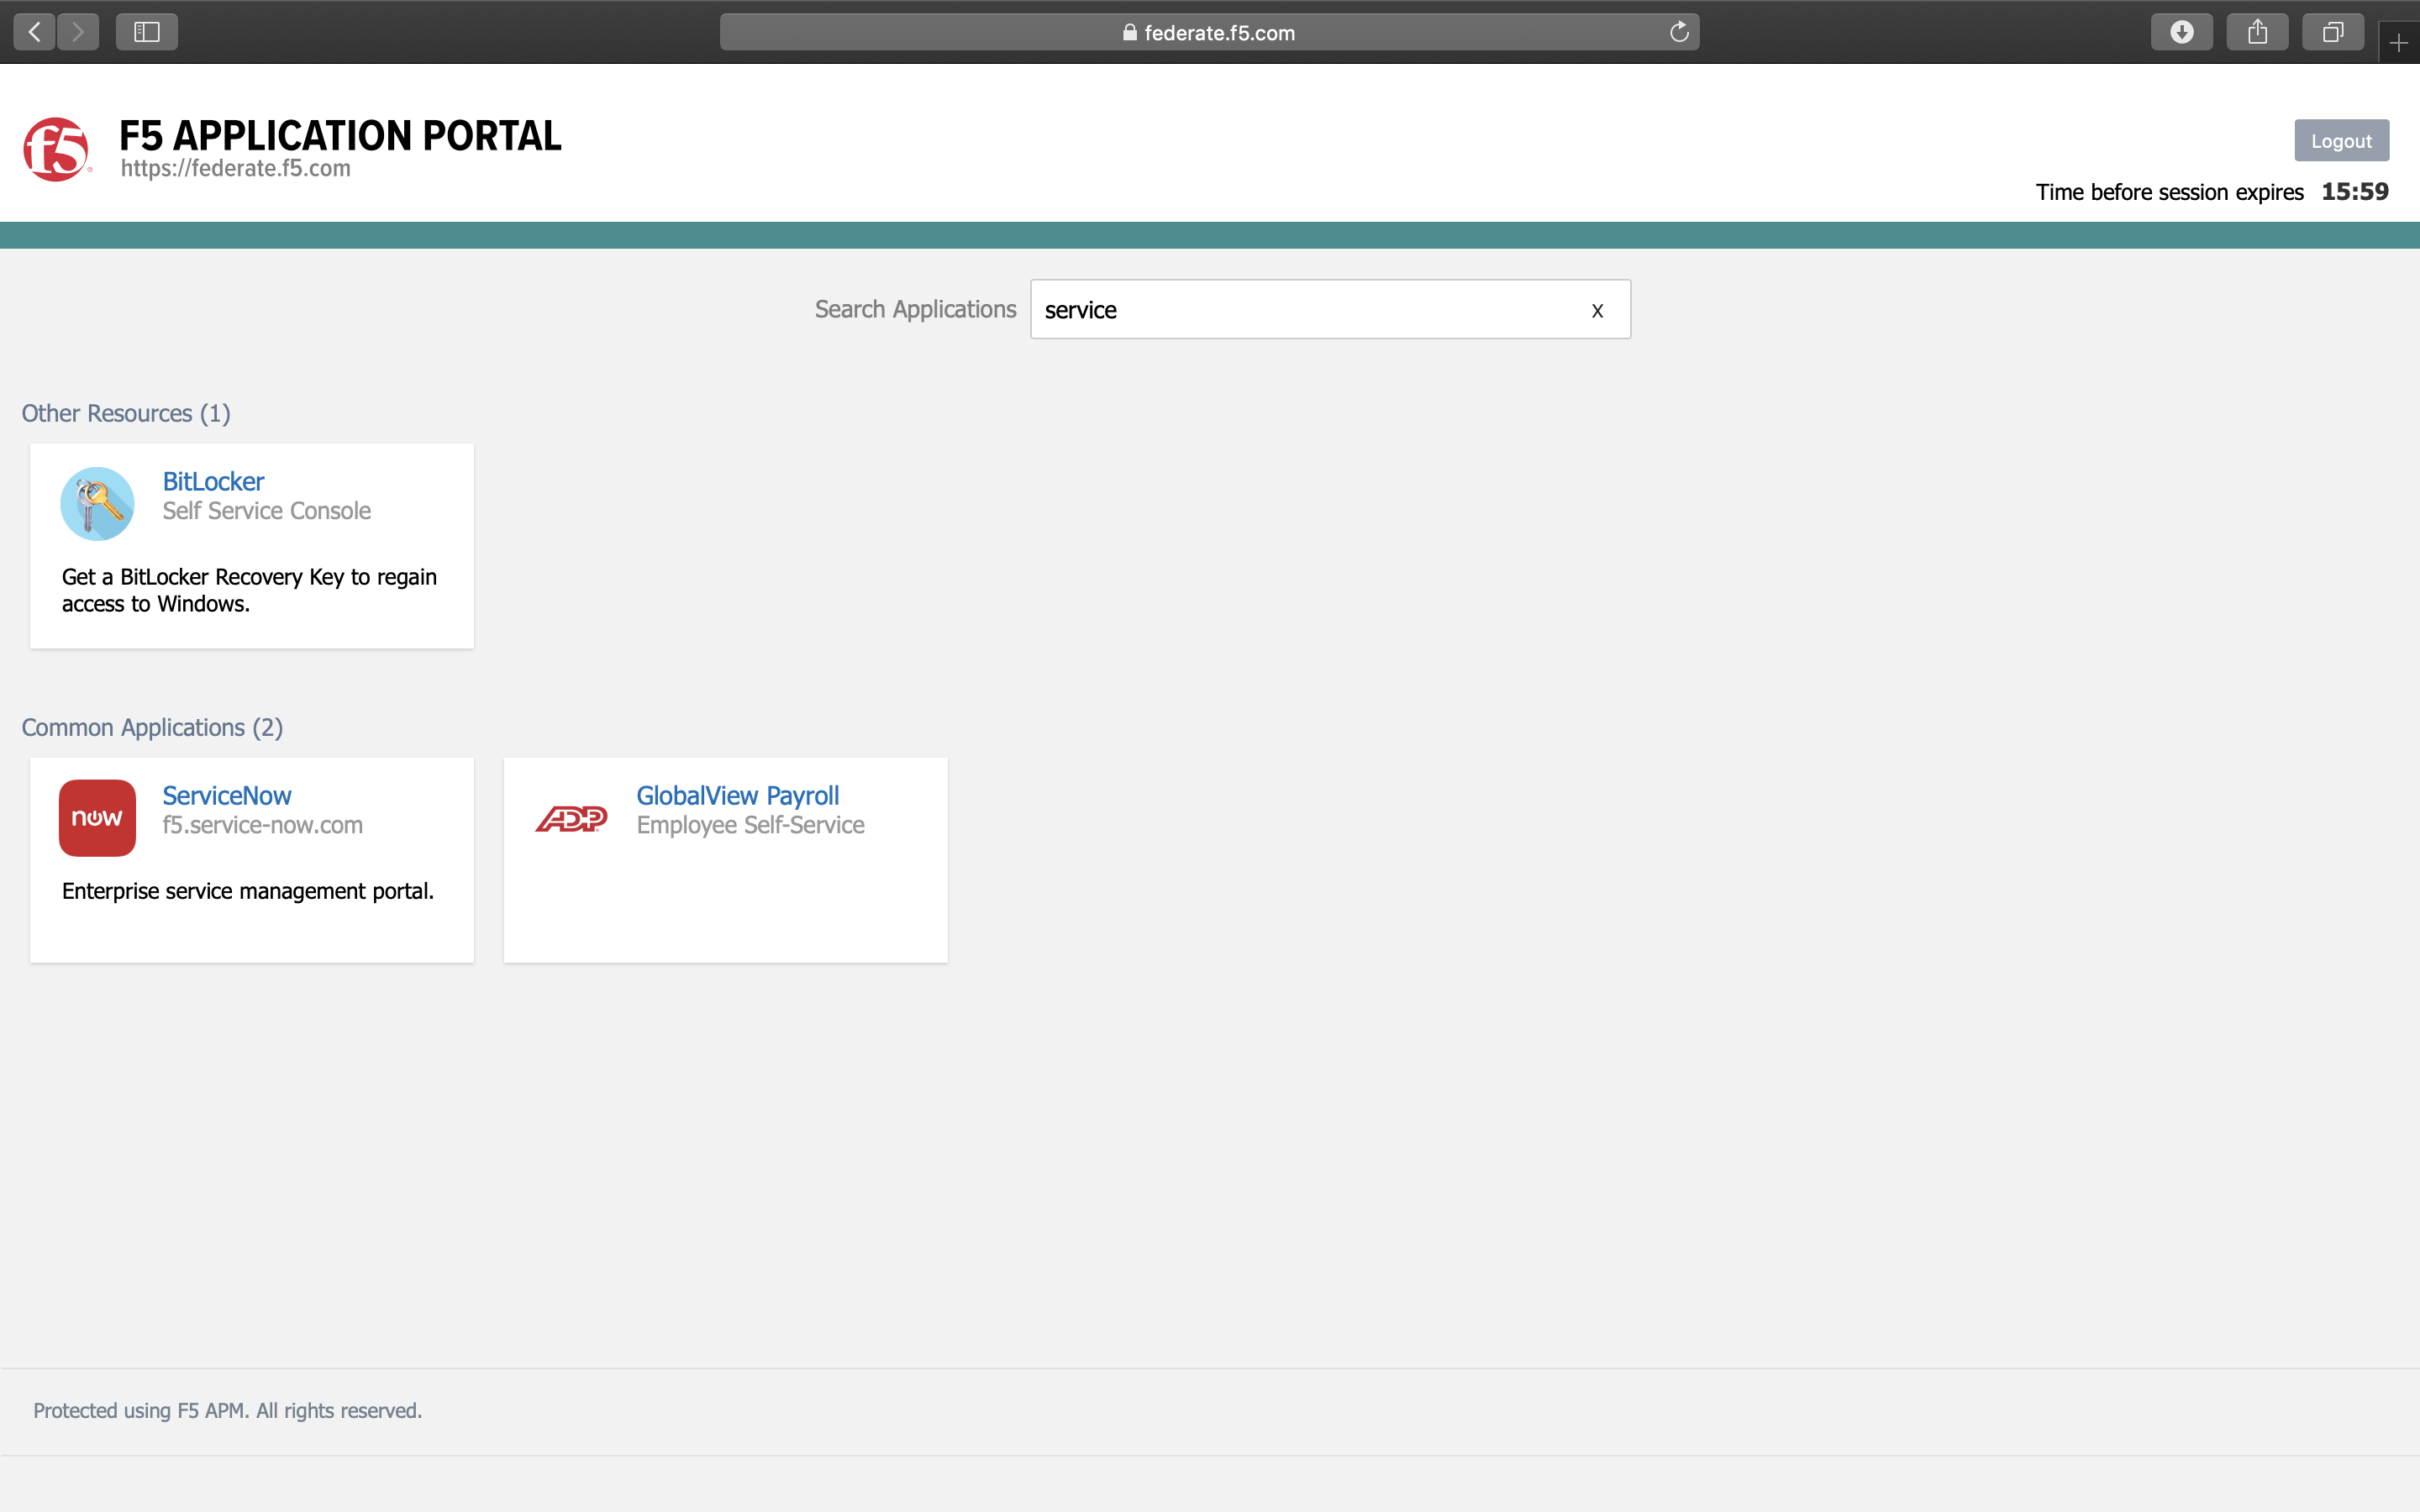 federate.f5.com
f5
F5 APPLICATION PORTAL
https://federate.f5.com
Logout
Time before session expires 15:59
Search Applications service x
Other Resources (1)
BitLocker
Self Service Console
Get a BitLocker Recovery Key to regain
access to Windows.
Common Applications (2)
now
ServiceNow
f5.service-now.com
Enterprise service management portal.
ADP
GlobalView Payroll
Employee Self-Service
Protected using F5 APM. All rights reserved.